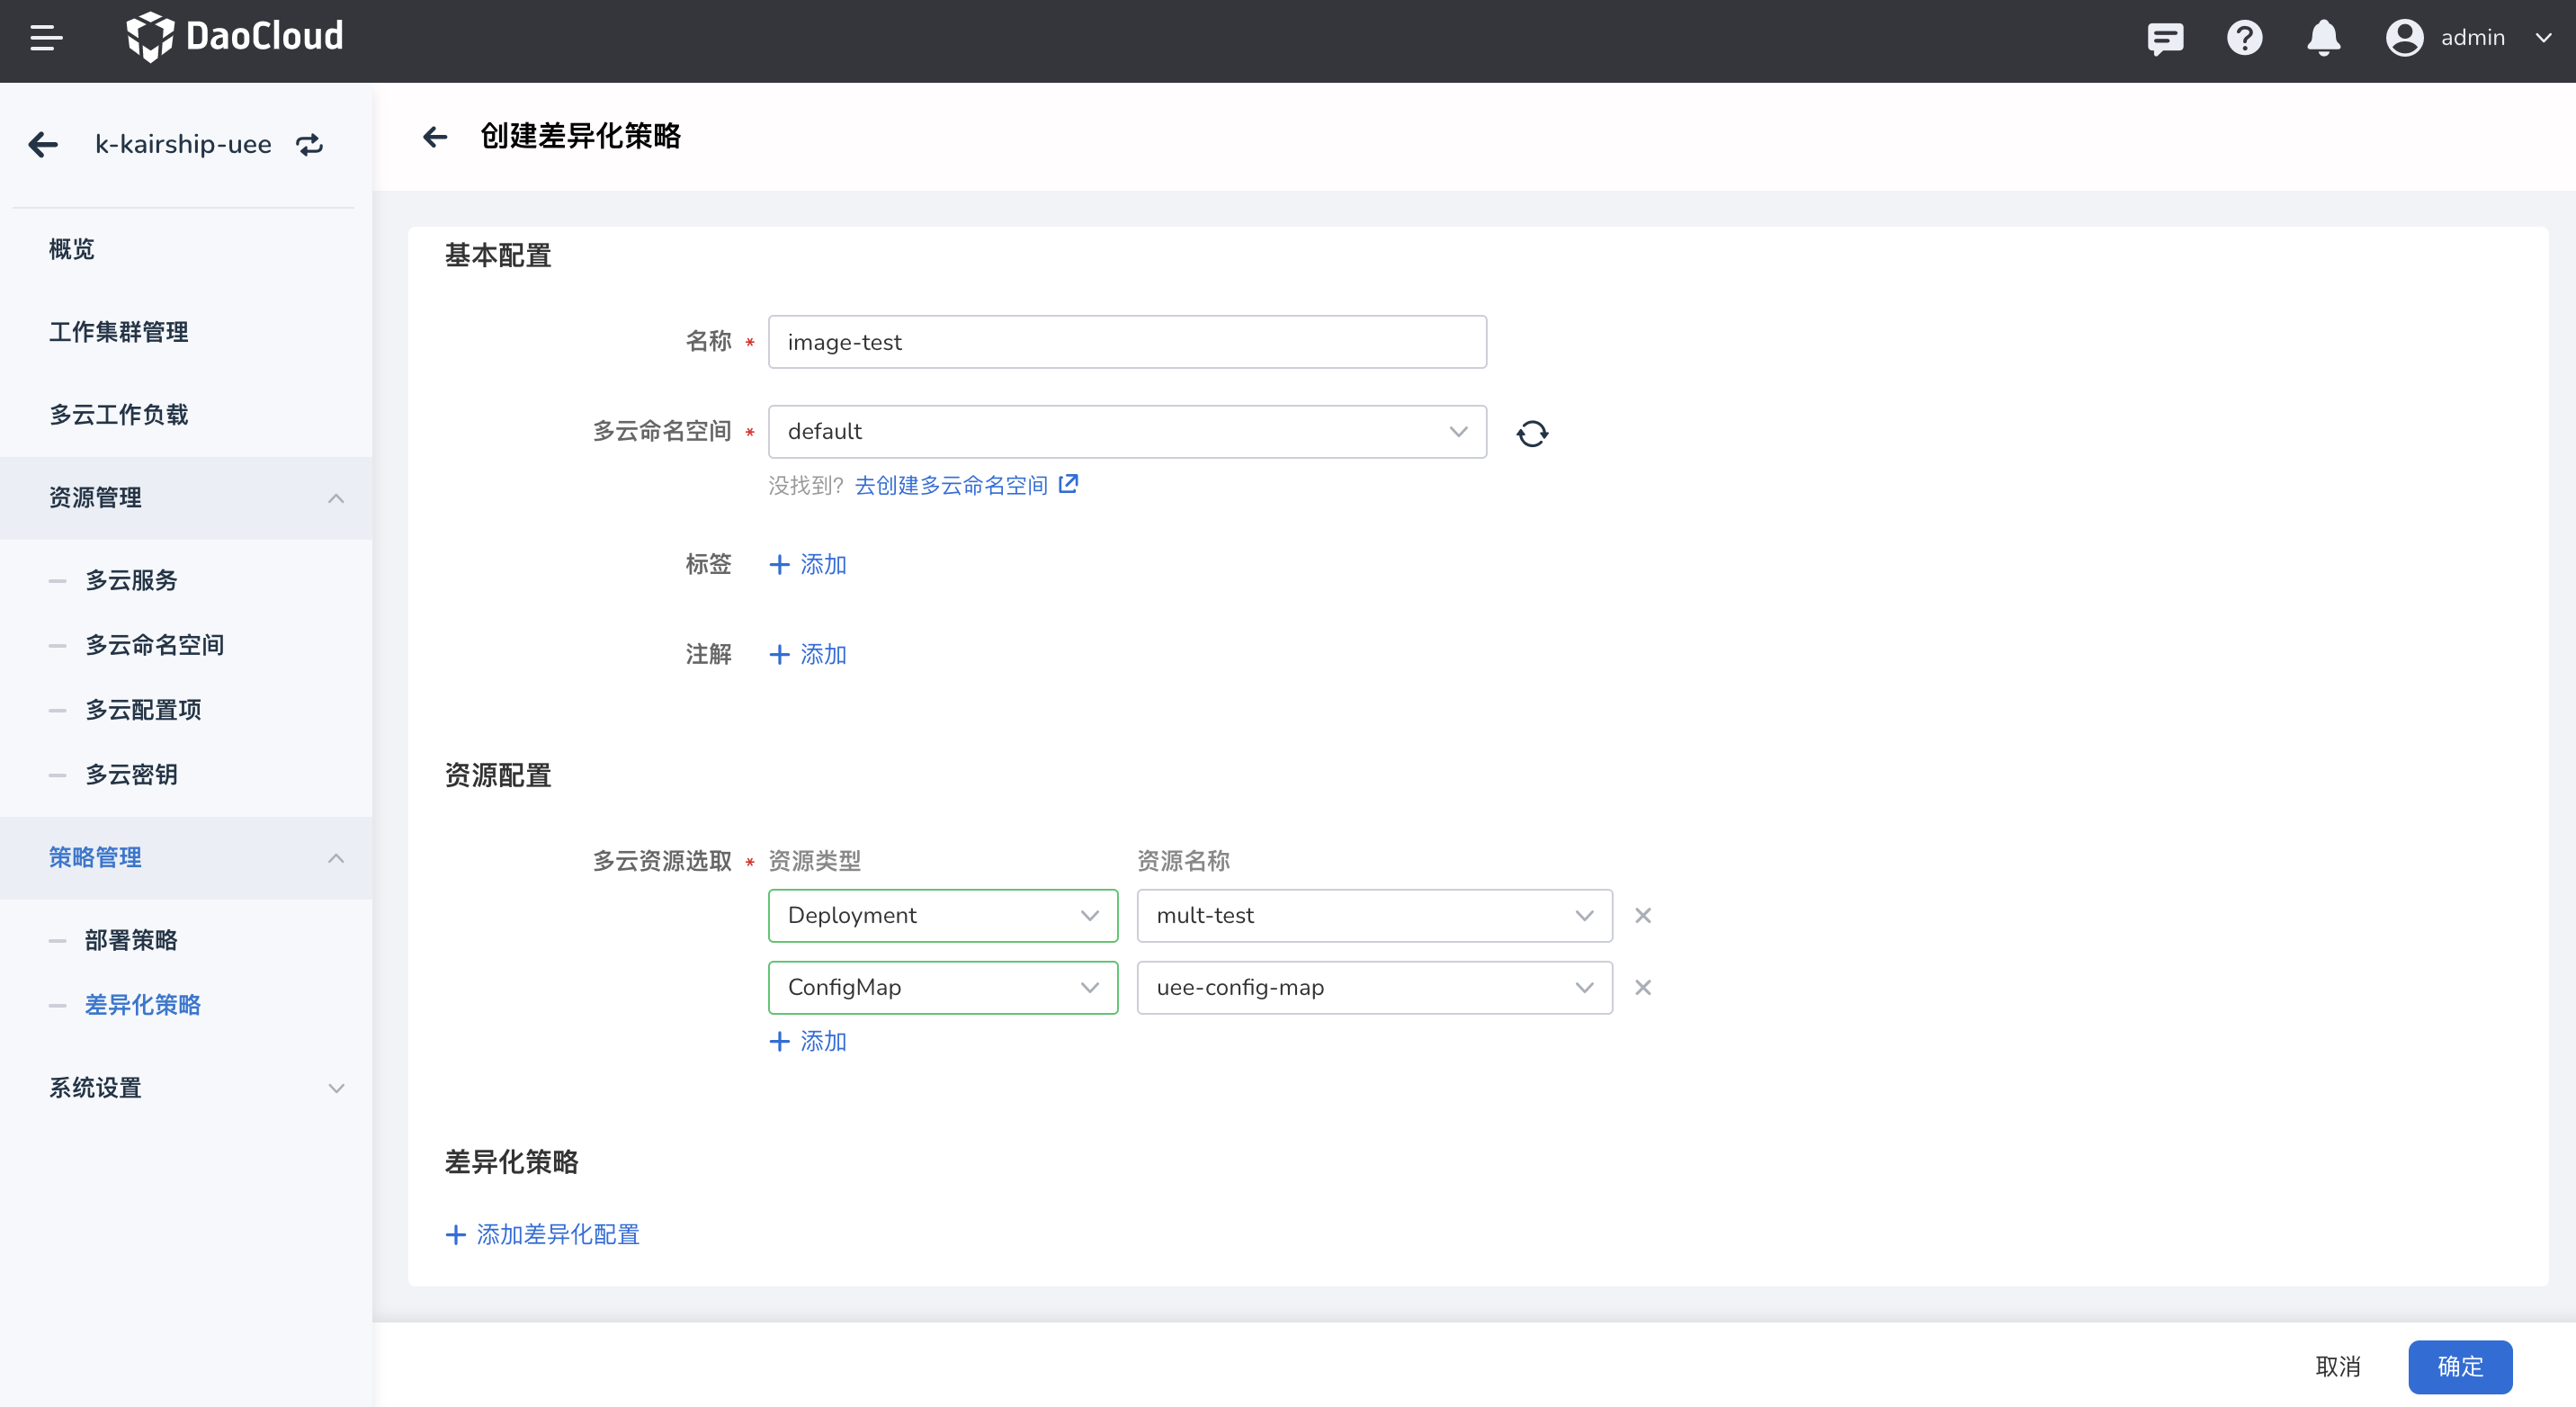 DaoCloud
admin
k-kairship-uee
概览
工作集群管理
多云工作负载
资源管理
多云服务
多云命名空间
多云配置项
多云密钥
策略管理
部署策略
差异化策略
系统设置
创建差异化策略
基本配置
名称 * image-test
多云命名空间 * default
没找到? 去创建多云命名空间
标签 + 添加
注解 + 添加
资源配置
多云资源选取 * 资源类型 资源名称
Deployment mult-test
ConfigMap uee-config-map
+ 添加
差异化策略
+ 添加差异化配置
取消 确定